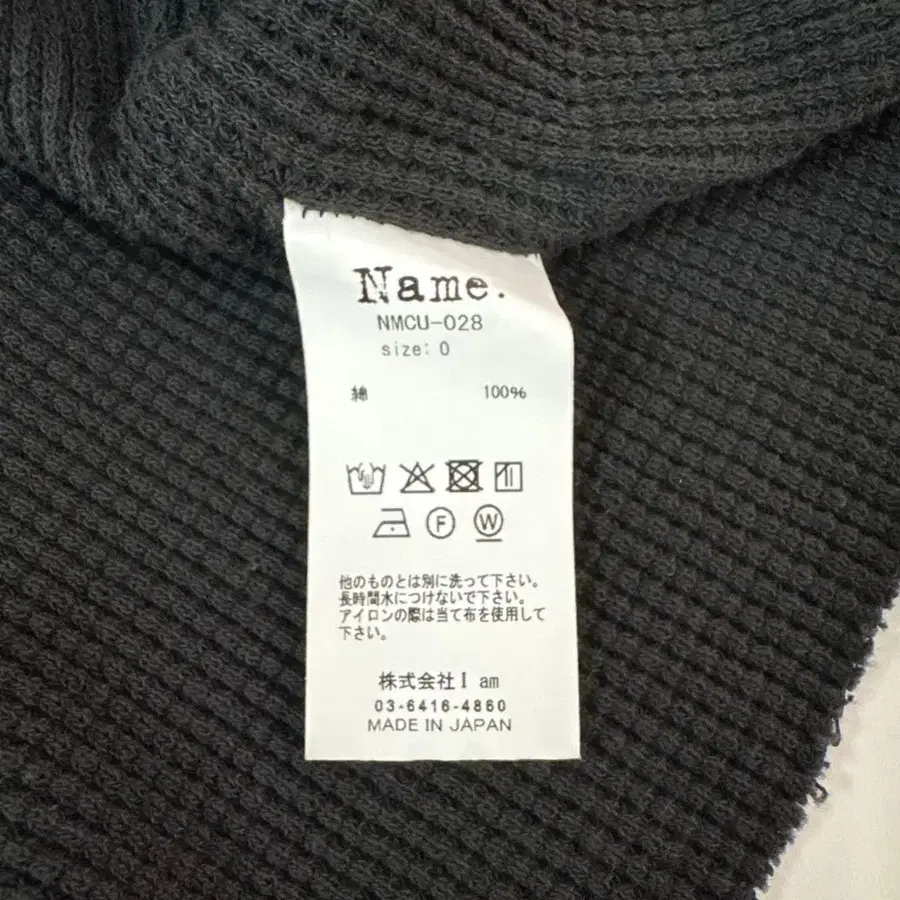 Name.
NMCU-028
size: 0
綿 100%
F W
他のものとは別に洗って下さい。
長時間水につけないで下さい。
アイロンの際は当て布を使用して
下さい。
株式会社I am
03-6416-4860
MADE IN JAPAN